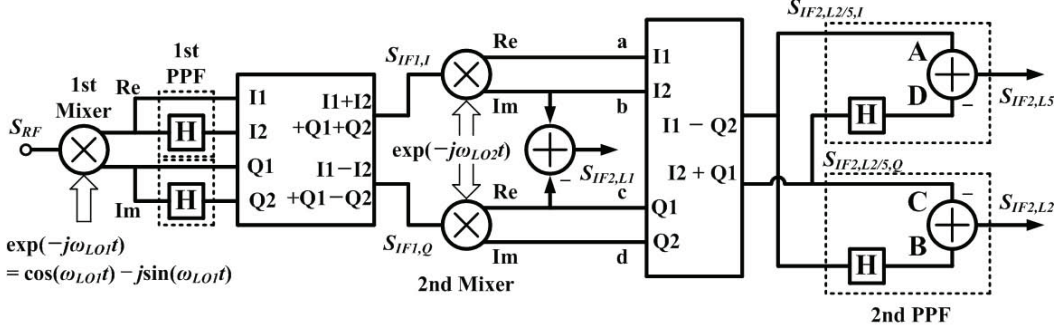 S_{IF2,L2/5,I}
1st
PPF
1st
Mixer
Re
S_{RF}
H
Im
H
exp(−jω_{LO1}t)
= cos(ω_{LO1}t) − jsin(ω_{LO1}t)
I1
I2
Q1
Q2
I1+I2
+Q1+Q2
I1−I2
+Q1−Q2
S_{IF1,I}
S_{IF1,Q}
Re
Im
exp(−jω_{LO2}t)
Re
Im
2nd Mixer
a
b
−
S_{IF2,L1}
c
d
I1
I2
Q1
Q2
I1 − Q2
I2 + Q1
A
D
−
H
S_{IF2,L5}
S_{IF2,L2/5,Q}
−
C
B
H
S_{IF2,L2}
2nd PPF